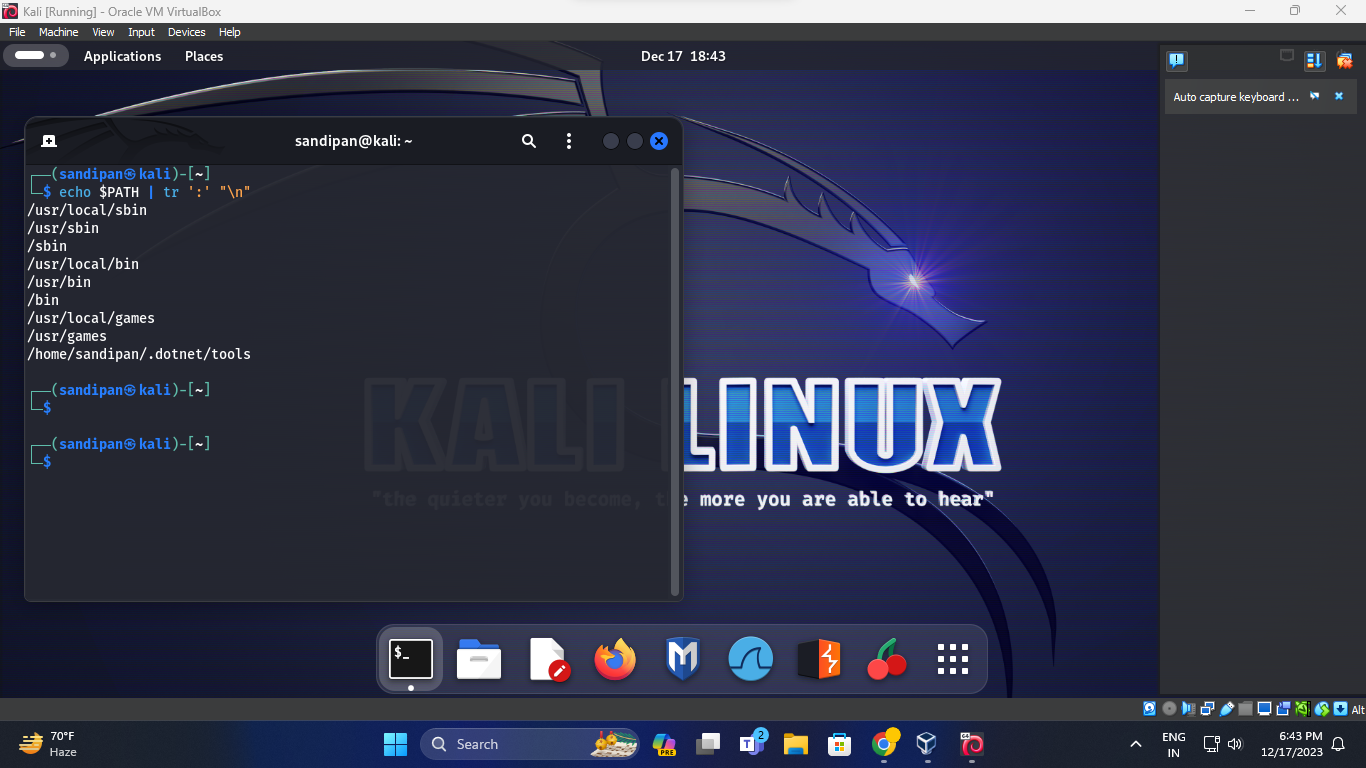 Kali [Running] - Oracle VM VirtualBox
File Machine View Input Devices Help
Applications Places Dec 17 18:43
Auto capture keyboard ...
sandipan@kali: ~
┌──(sandipan㉿kali)-[~]
└─$ echo $PATH | tr ':' "\n"
/usr/local/sbin
/usr/sbin
/sbin
/usr/local/bin
/usr/bin
/bin
/usr/local/games
/usr/games
/home/sandipan/.dotnet/tools
┌──(sandipan㉿kali)-[~]
└─$
┌──(sandipan㉿kali)-[~]
└─$
KALI LINUX
"the quieter you become, the more you are able to hear"
$_
Alt
70°F
Haze
Search
PRE
2
ENG
IN
6:43 PM
12/17/2023